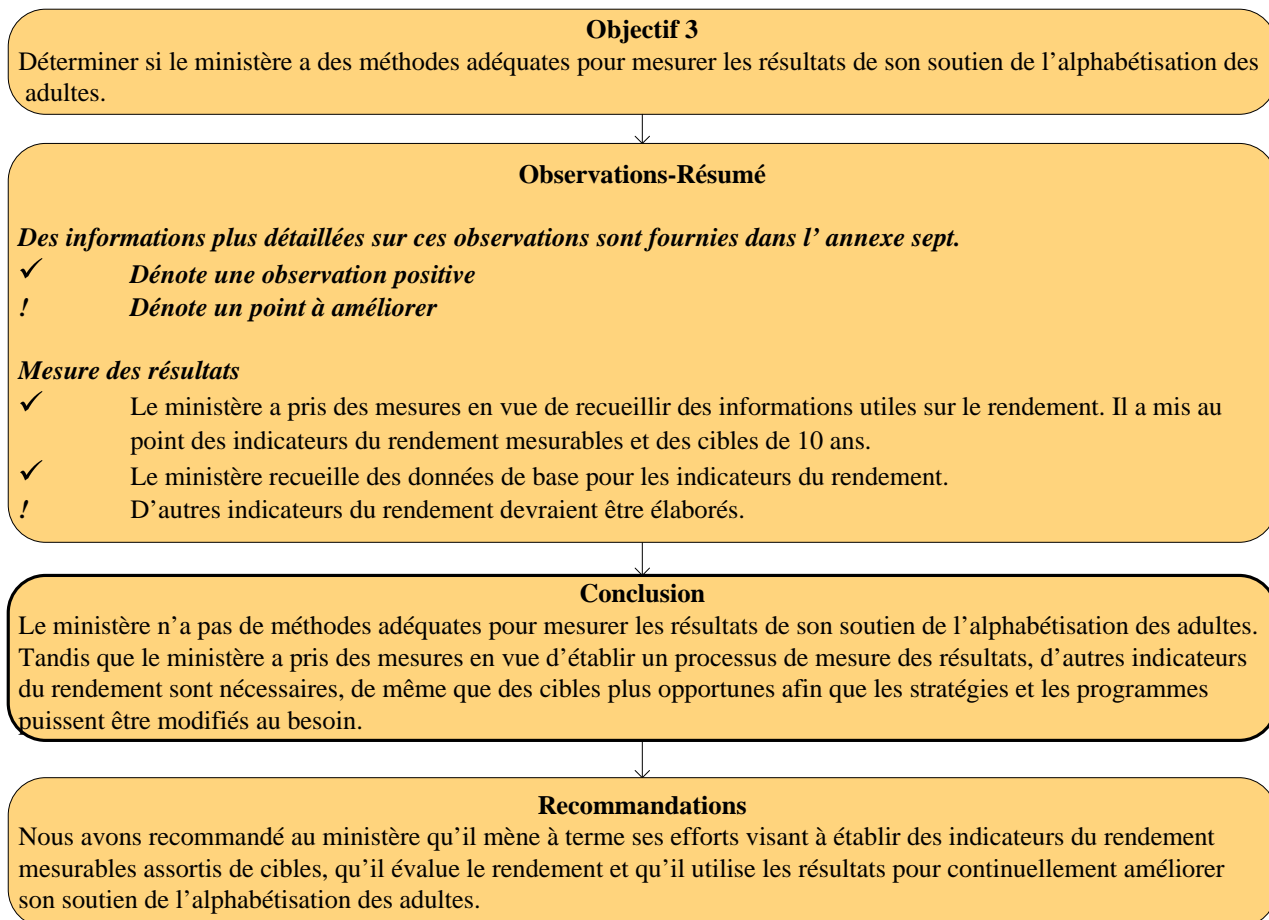 Objectif 3
Déterminer si le ministère a des méthodes adéquates pour mesurer les résultats de son soutien de l’alphabétisation des
adultes.
Observations-Résumé
Des informations plus détaillées sur ces observations sont fournies dans l’ annexe sept.
✓ Dénote une observation positive
! Dénote un point à améliorer
Mesure des résultats
✓ Le ministère a pris des mesures en vue de recueillir des informations utiles sur le rendement. Il a mis au
point des indicateurs du rendement mesurables et des cibles de 10 ans.
✓ Le ministère recueille des données de base pour les indicateurs du rendement.
! D’autres indicateurs du rendement devraient être élaborés.
Conclusion
Le ministère n’a pas de méthodes adéquates pour mesurer les résultats de son soutien de l’alphabétisation des adultes.
Tandis que le ministère a pris des mesures en vue d’établir un processus de mesure des résultats, d’autres indicateurs
du rendement sont nécessaires, de même que des cibles plus opportunes afin que les stratégies et les programmes
puissent être modifiés au besoin.
Recommandations
Nous avons recommandé au ministère qu’il mène à terme ses efforts visant à établir des indicateurs du rendement
mesurables assortis de cibles, qu’il évalue le rendement et qu’il utilise les résultats pour continuellement améliorer
son soutien de l’alphabétisation des adultes.